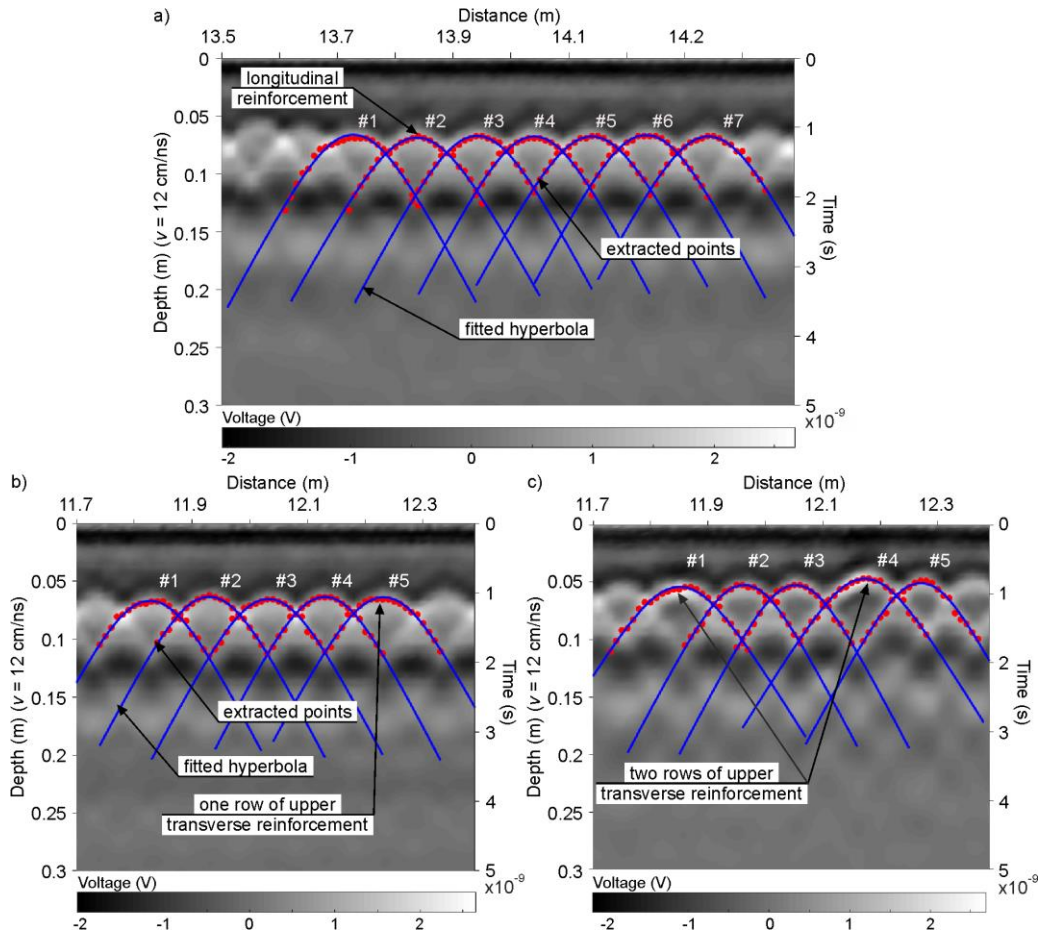 a)
Distance (m)
13.5 13.7 13.9 14.1 14.2
0
0.05
0.1
0.15
0.2
0.25
0.3
Depth (m) (v = 12 cm/ns)
longitudinal
reinforcement
#1 #2 #3 #4 #5 #6 #7
extracted points
fitted hyperbola
0
1
2
3
4
5
x10⁻⁹
Time (s)
Voltage (V)
-2 -1 0 1 2
b)
Distance (m)
11.7 11.9 12.1 12.3
0
0.05
0.1
0.15
0.2
0.25
0.3
Depth (m) (v = 12 cm/ns)
#1 #2 #3 #4 #5
extracted points
fitted hyperbola
one row of upper
transverse reinforcement
0
1
2
3
4
5
x10⁻⁹
Time (s)
Voltage (V)
-2 -1 0 1 2
c)
Distance (m)
11.7 11.9 12.1 12.3
0
0.05
0.1
0.15
0.2
0.25
0.3
Depth (m) (v = 12 cm/ns)
#1 #2 #3 #4 #5
two rows of upper
transverse reinforcement
0
1
2
3
4
5
x10⁻⁹
Time (s)
Voltage (V)
-2 -1 0 1 2